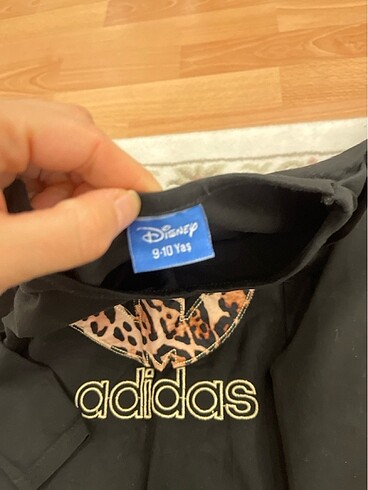 Disney
9-10 Yaş
adidas